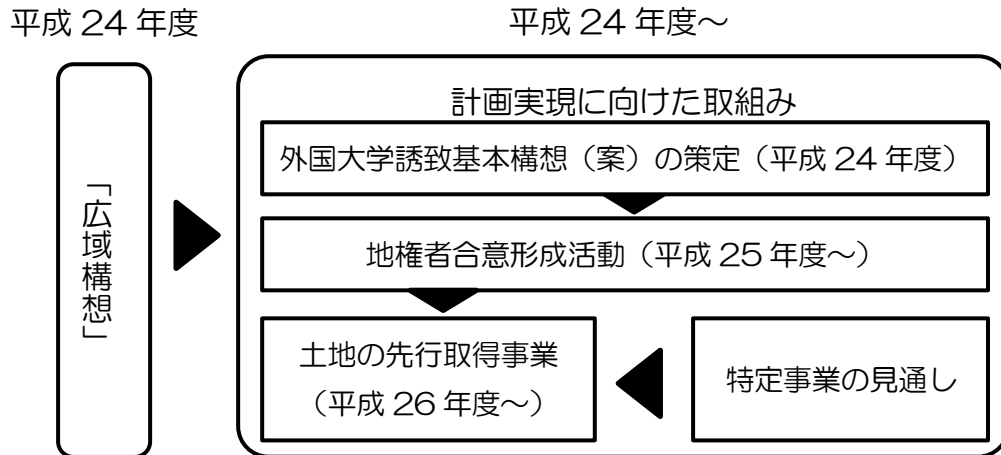 平成 24 年度
平成 24 年度～
「広域構想」
計画実現に向けた取組み
外国大学誘致基本構想（案）の策定（平成 24 年度）
地権者合意形成活動（平成 25 年度～）
土地の先行取得事業
（平成 26 年度～）
特定事業の見通し